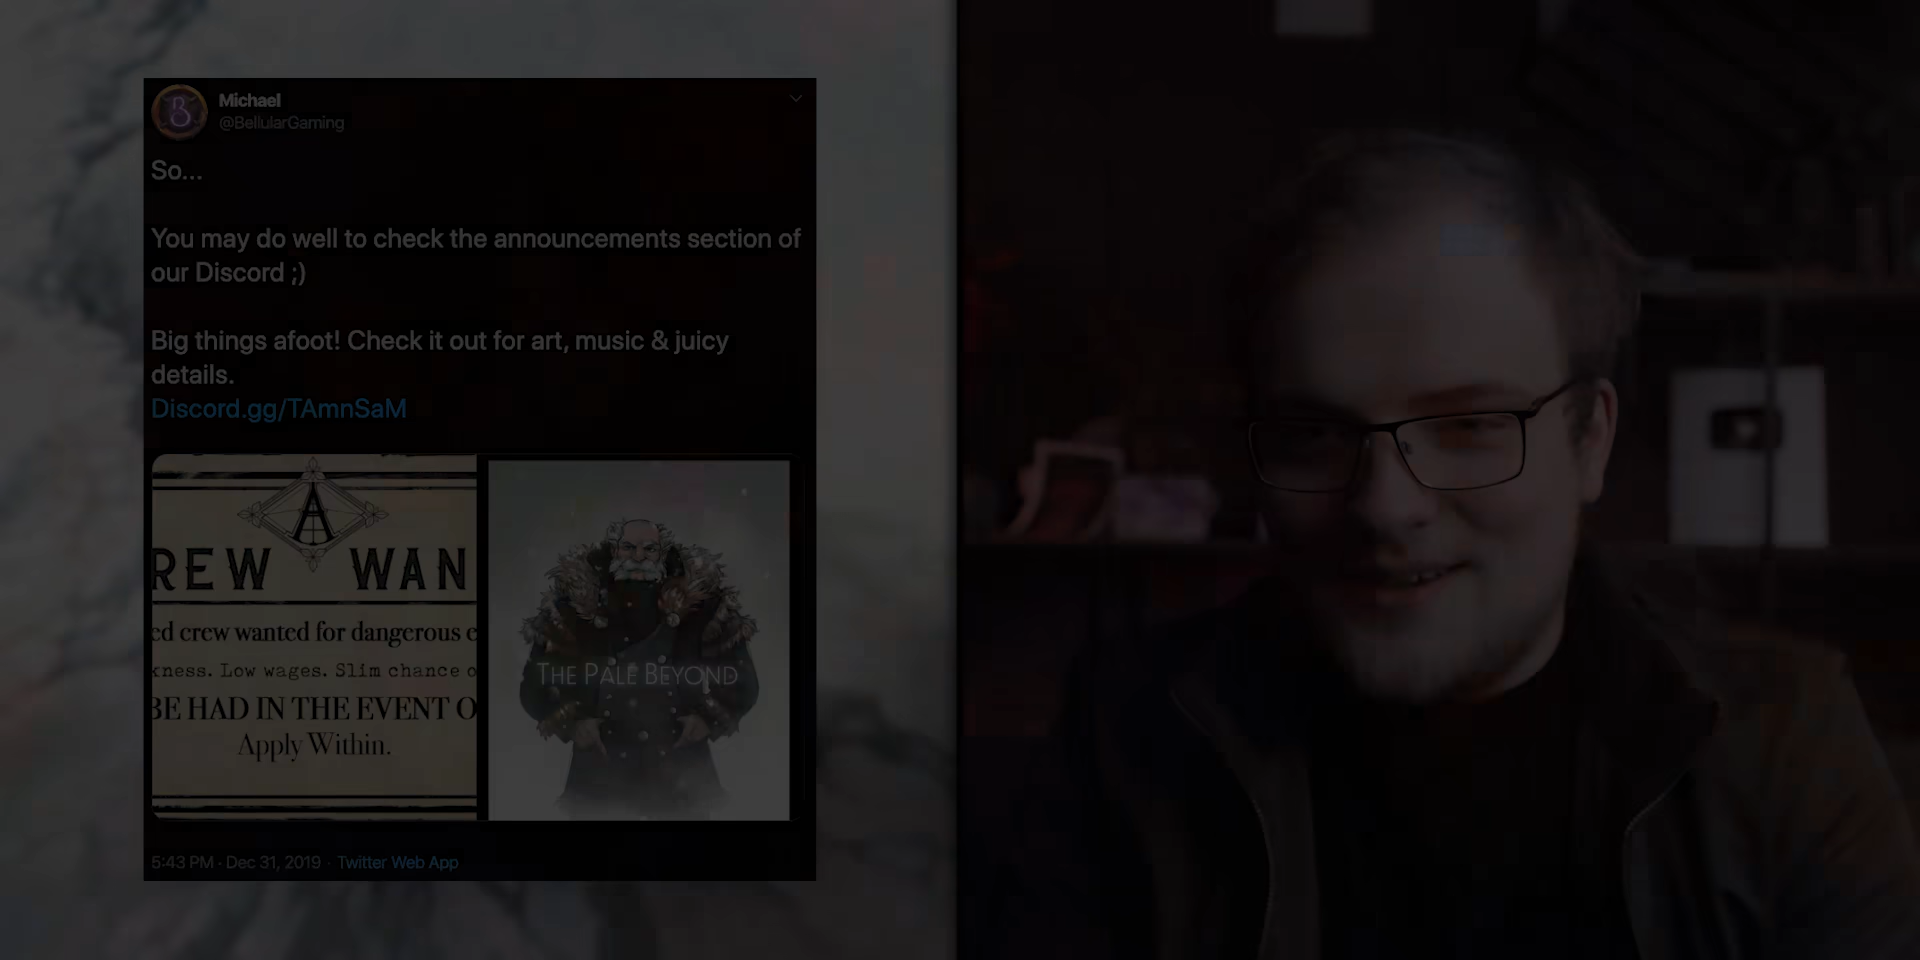 Michael
@BellularGaming
So...
You may do well to check the announcements section of
our Discord ;)
Big things afoot! Check it out for art, music & juicy
details.
Discord.gg/TAmnSaM
A
REW WAN
ed crew wanted for dangerous e
kness. Low wages. Slim chance o
BE HAD IN THE EVENT O
Apply Within.
THE PALE BEYOND
5:43 PM · Dec 31, 2019 · Twitter Web App